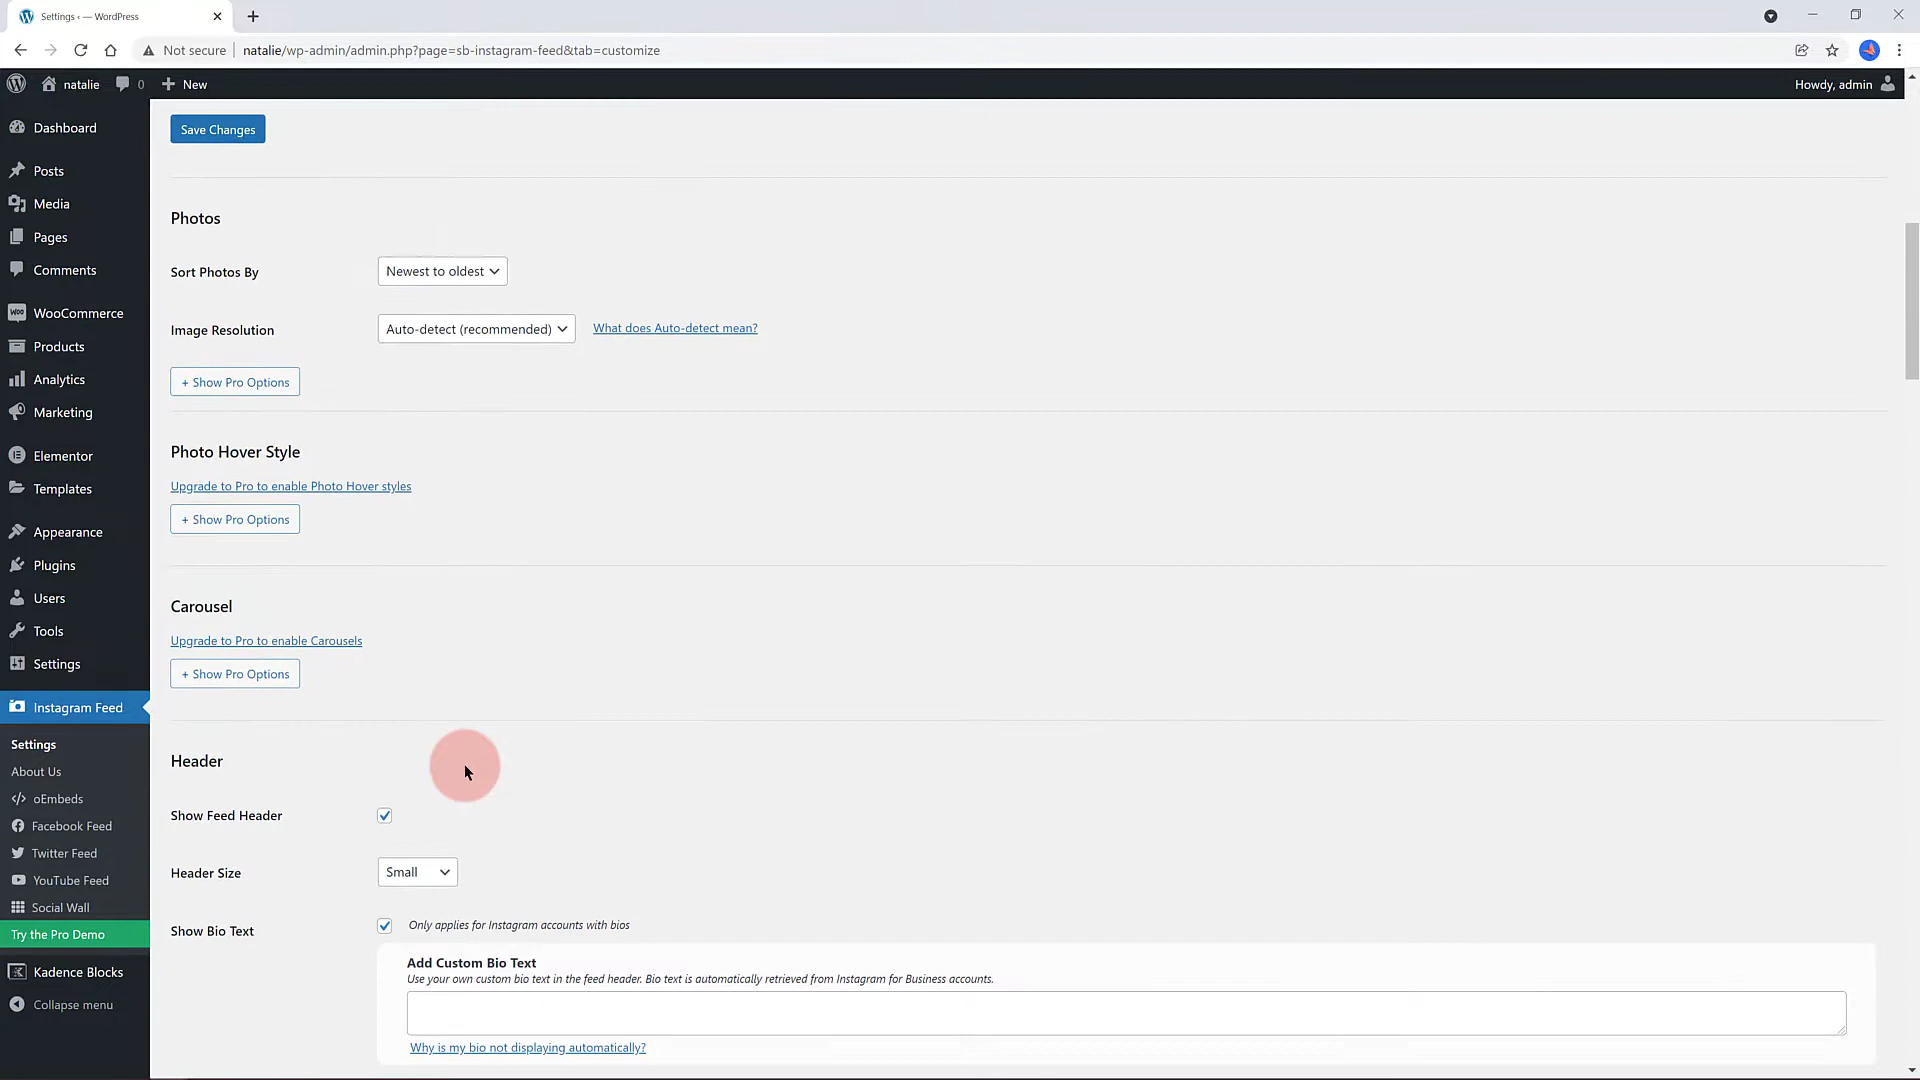 Settings ‹ — WordPress
Not secure
natalie/wp-admin/admin.php?page=sb-instagram-feed&tab=customize
natalie
0
New
Howdy, admin
Dashboard
Posts
Media
Pages
Comments
WooCommerce
Products
Analytics
Marketing
Elementor
Templates
Appearance
Plugins
Users
Tools
Settings
Instagram Feed
Settings
About Us
oEmbeds
Facebook Feed
Twitter Feed
YouTube Feed
Social Wall
Try the Pro Demo
Kadence Blocks
Collapse menu
Save Changes
Photos
Sort Photos By
Newest to oldest
Image Resolution
Auto-detect (recommended)
What does Auto-detect mean?
+ Show Pro Options
Photo Hover Style
Upgrade to Pro to enable Photo Hover styles
+ Show Pro Options
Carousel
Upgrade to Pro to enable Carousels
+ Show Pro Options
Header
Show Feed Header
Header Size
Small
Show Bio Text
Only applies for Instagram accounts with bios
Add Custom Bio Text
Use your own custom bio text in the feed header. Bio text is automatically retrieved from Instagram for Business accounts.
Why is my bio not displaying automatically?